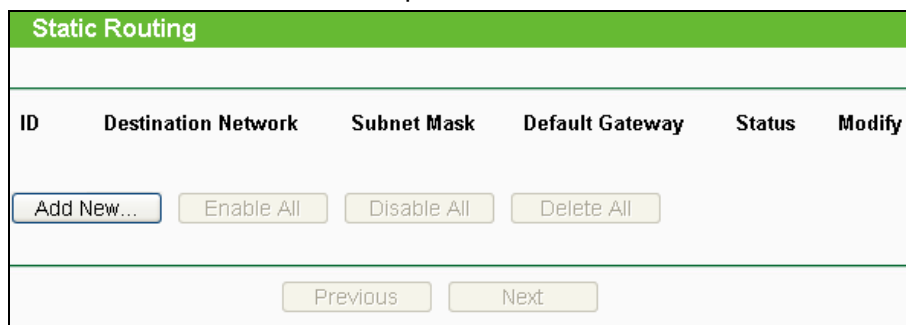 Static Routing
ID Destination Network Subnet Mask Default Gateway Status Modify
Add New... Enable All Disable All Delete All
Previous Next